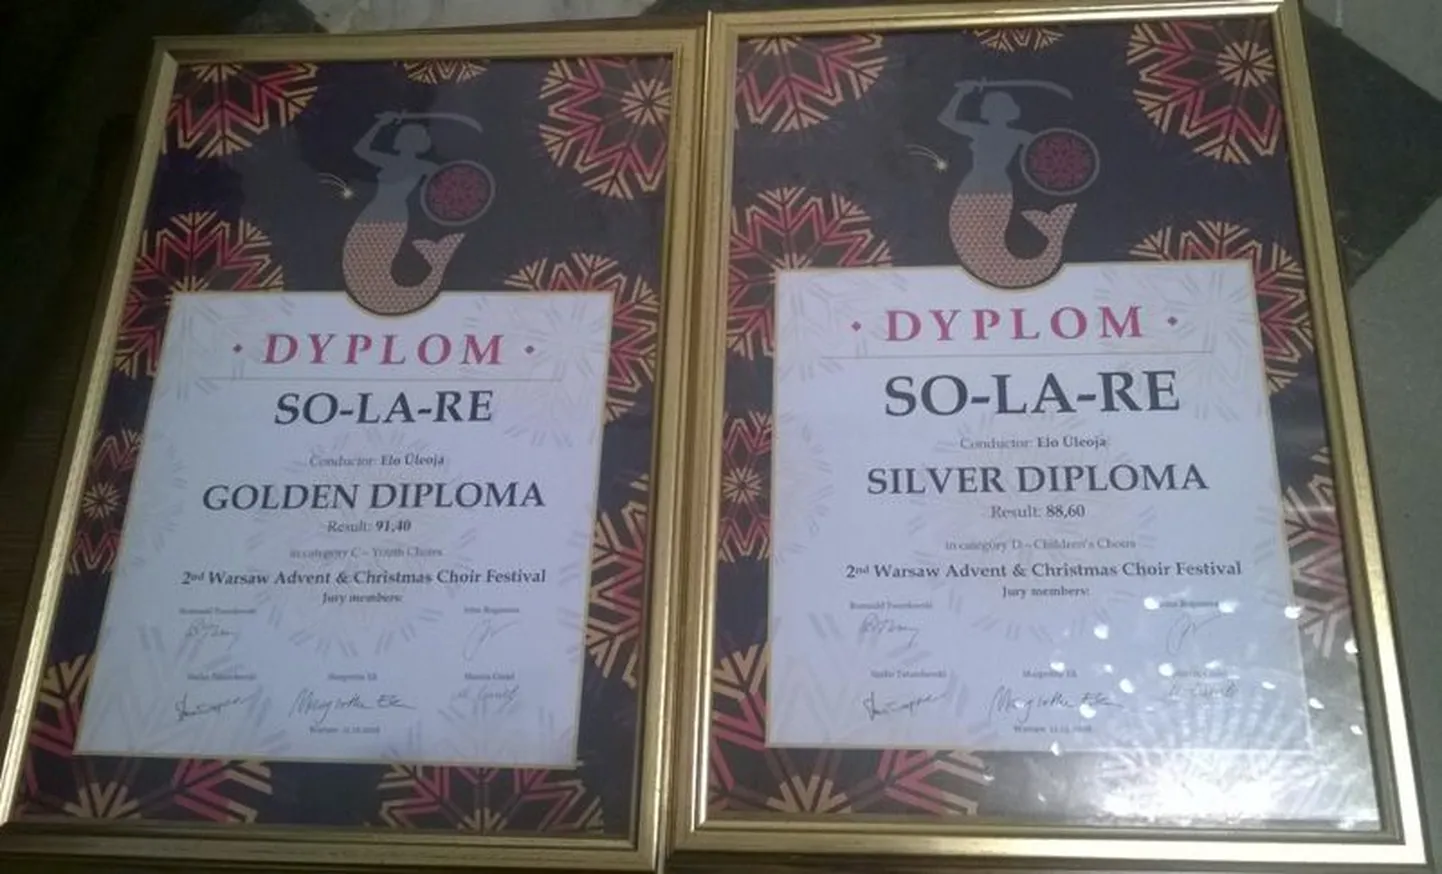 DYPLOM
SO-LA-RE
Conductor: Elo Üleoja
GOLDEN DIPLOMA
Result: 91,40
in category C – Youth Choirs
2nd Warsaw Advent & Christmas Choir Festival
Jury members:
DYPLOM
SO-LA-RE
Conductor: Elo Üleoja
SILVER DIPLOMA
Result: 88,60
in category D – Children's Choirs
2nd Warsaw Advent & Christmas Choir Festival
Jury members: